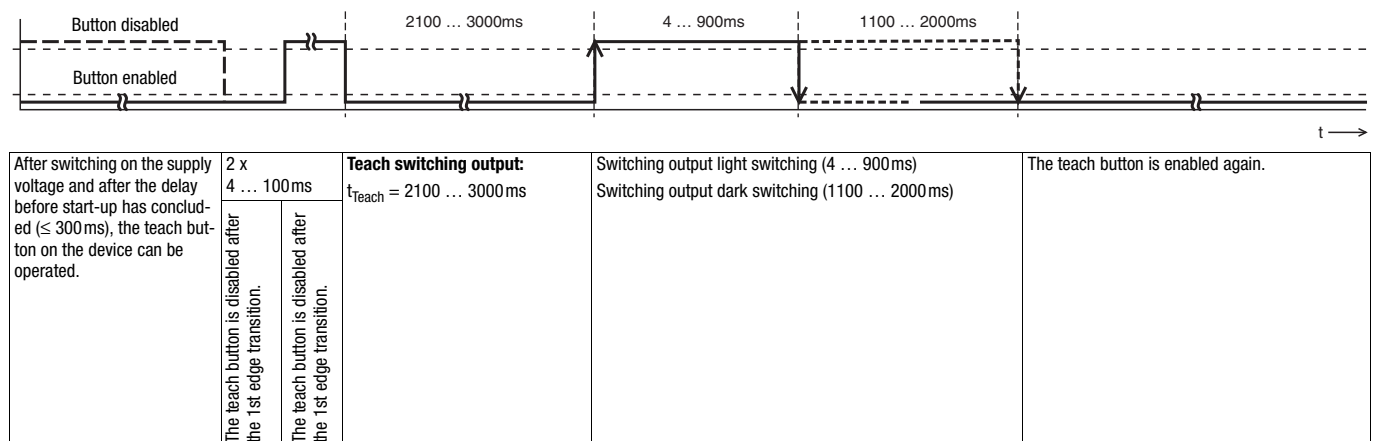 Button disabled
2100 … 3000ms
4 … 900ms
1100 … 2000ms
Button enabled
t
After switching on the supply
voltage and after the delay
before start-up has conclud-
ed (≤ 300ms), the teach but-
ton on the device can be
operated.
2 x
4 … 100ms
The teach button is disabled after
the 1st edge transition.
The teach button is disabled after
the 1st edge transition.
Teach switching output:
tTeach = 2100 … 3000ms
Switching output light switching (4 … 900ms)
Switching output dark switching (1100 … 2000ms)
The teach button is enabled again.